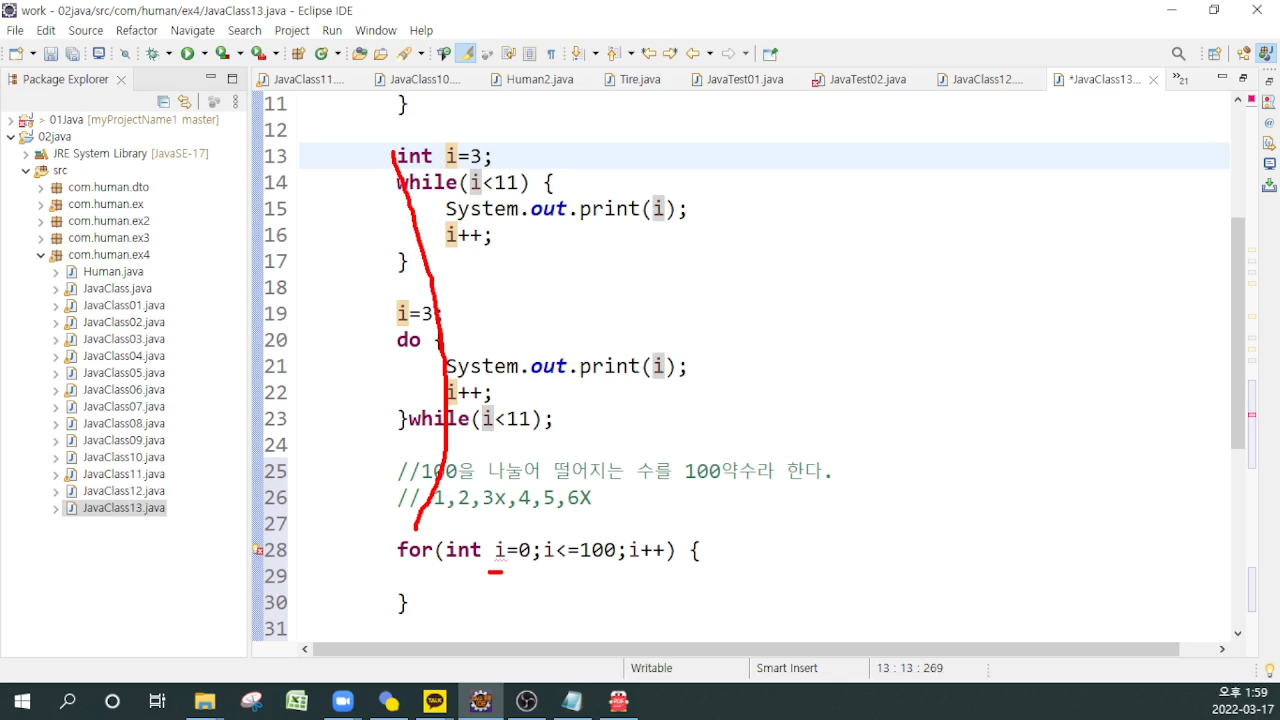 work - 02java/src/com/human/ex4/JavaClass13.java - Eclipse IDE
File Edit Source Refactor Navigate Search Project Run Window Help
Package Explorer
JavaClass11.... JavaClass10.... Human2.java Tire.java JavaTest01.java JavaTest02.java JavaClass12.... *JavaClass13... »21
> 01Java [myProjectName1 master]
02java
JRE System Library [JavaSE-17]
src
com.human.dto
com.human.ex
com.human.ex2
com.human.ex3
com.human.ex4
Human.java
JavaClass.java
JavaClass01.java
JavaClass02.java
JavaClass03.java
JavaClass04.java
JavaClass05.java
JavaClass06.java
JavaClass07.java
JavaClass08.java
JavaClass09.java
JavaClass10.java
JavaClass11.java
JavaClass12.java
JavaClass13.java
11 }
12
13 int i=3;
14 while(i<11) {
15 System.out.print(i);
16 i++;
17 }
18
19 i=3;
20 do {
21 System.out.print(i);
22 i++;
23 }while(i<11);
24
25 //100을 나눌어 떨어지는 수를 100약수라 한다.
26 // 1,2,3x,4,5,6X
27
28 for(int i=0;i<=100;i++) {
29
30 }
31
Writable Smart Insert 13 : 13 : 269
TALK
PDF
오후 1:59
2022-03-17